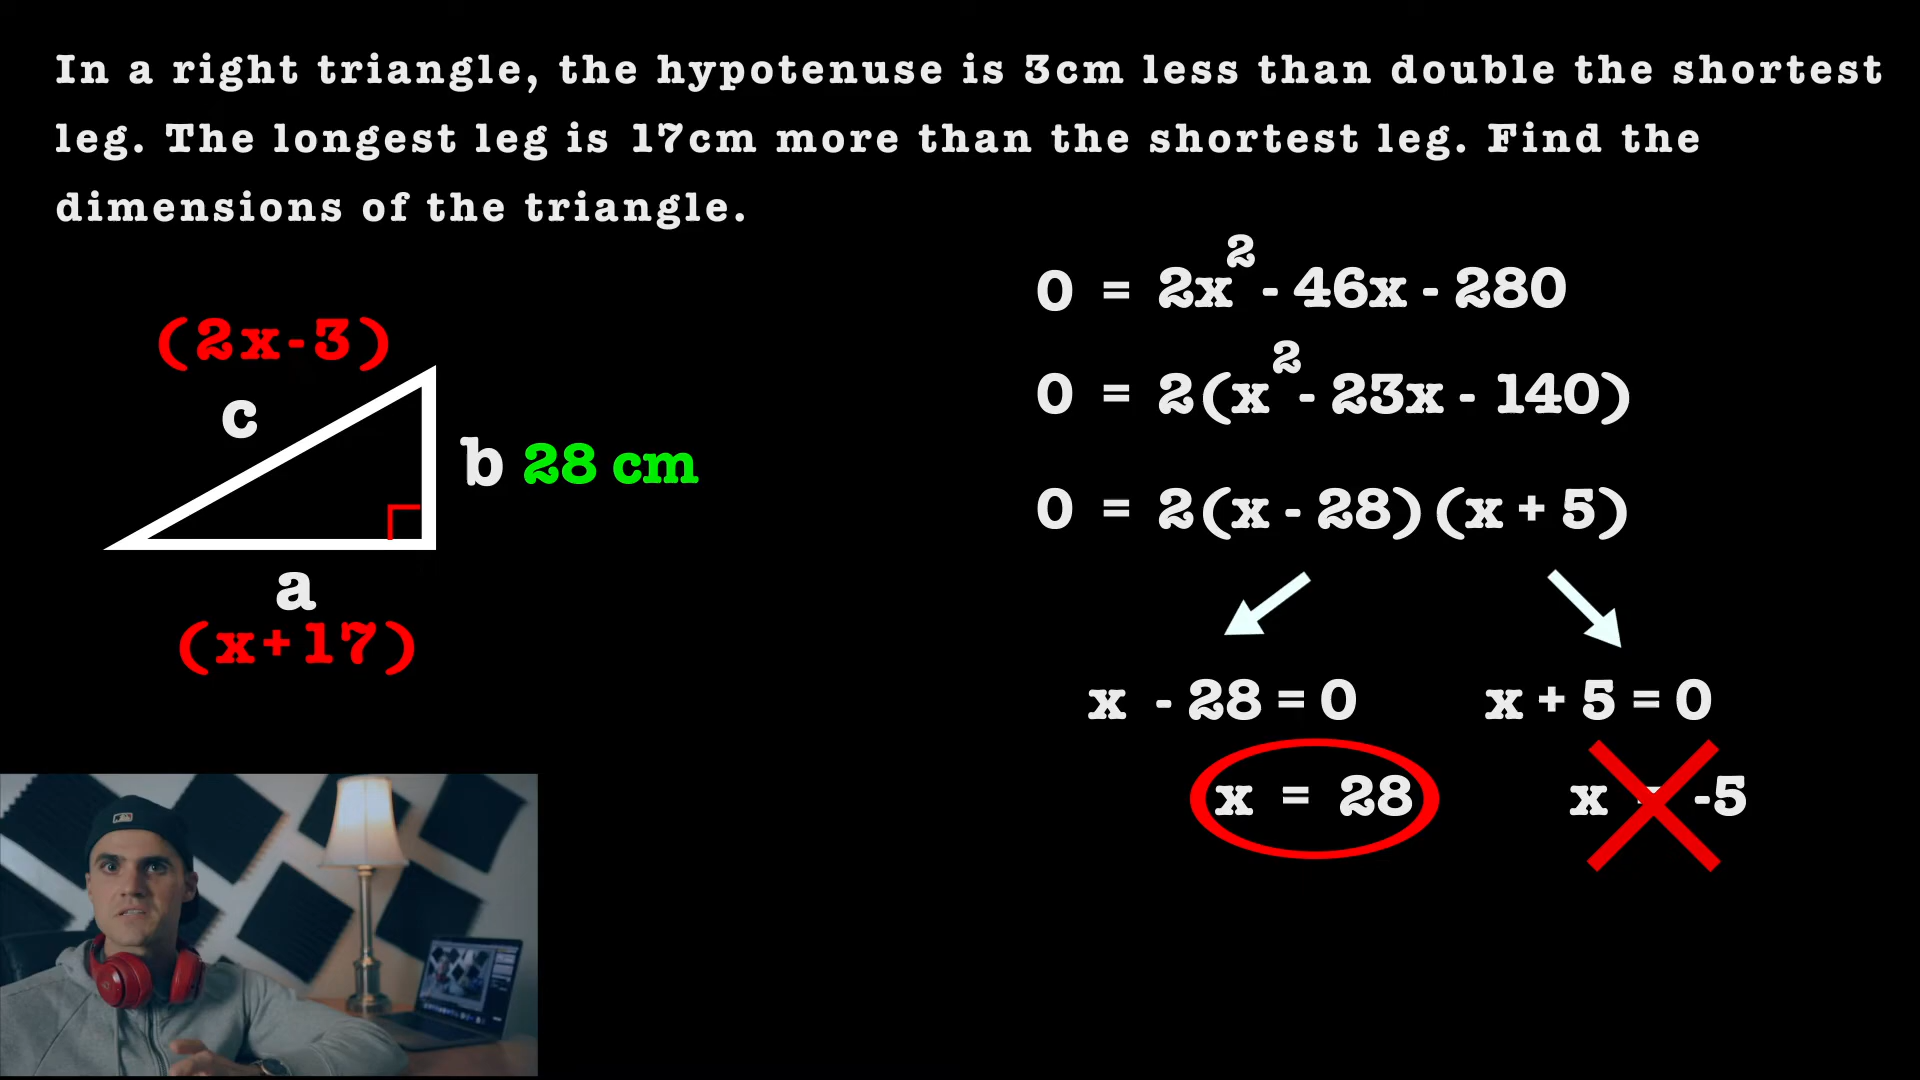 In a right triangle, the hypotenuse is 3cm less than double the shortest
leg. The longest leg is 17cm more than the shortest leg. Find the
dimensions of the triangle.
(2x-3)
c
b 28 cm
a
(x+17)
0 = 2x² - 46x - 280
0 = 2(x² - 23x - 140)
0 = 2(x - 28)(x + 5)
x - 28 = 0
x + 5 = 0
x = 28
x = -5